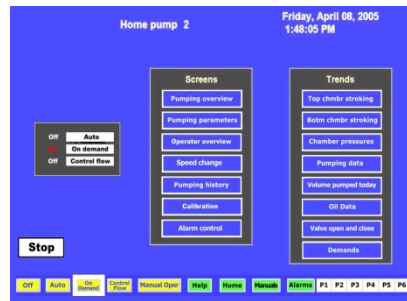 Home pump 2
Friday, April 08, 2005
1:48:05 PM
Screens
Pumping overview
Pumping parameters
Operator overview
Speed change
Pumping history
Calibration
Alarm control
Trends
Top chmbr stroking
Botm chmbr stroking
Chamber pressures
Pumping data
Volume pumped today
Oil Data
Valve open and close
Demands
Off Auto
On demand
Off Control flow
Stop
Off Auto On Demand Control Flow Manual Oper Help Home Manuals Alarms P1 P2 P3 P4 P5 P6